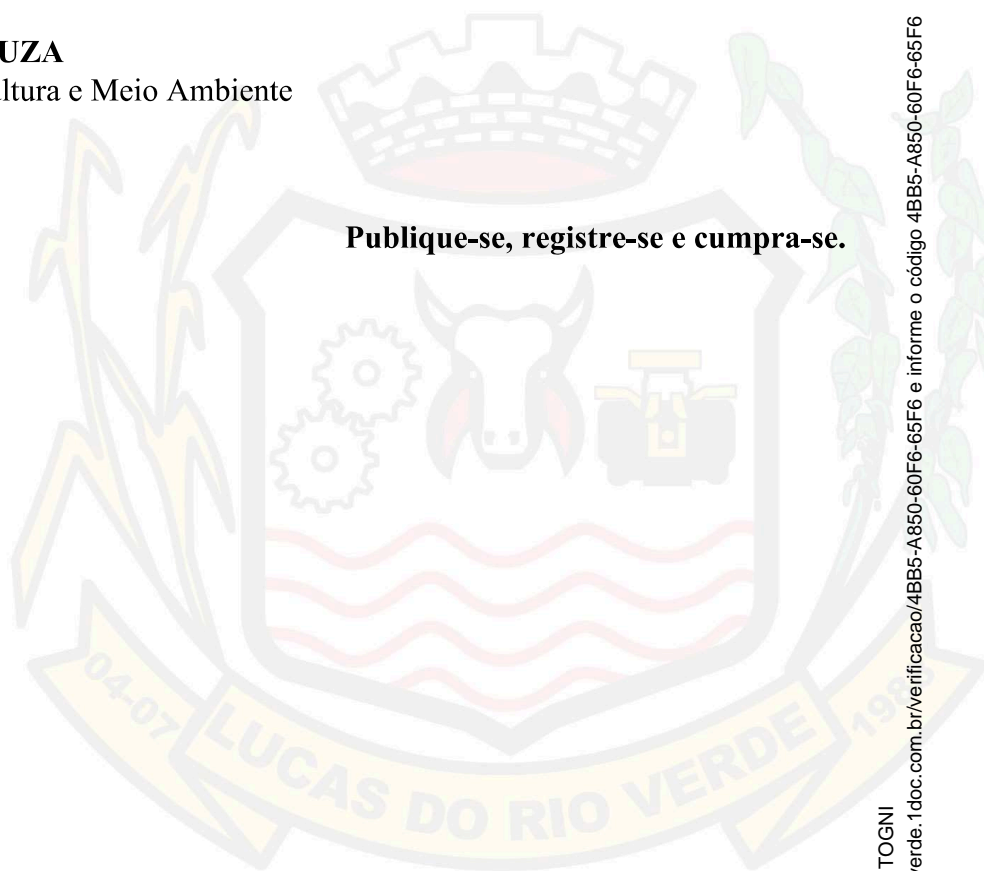 UZA
ltura e Meio Ambiente
Publique-se, registre-se e cumpra-se.
04-07 LUCAS DO RIO VERDE 1988
TOGNI
verde.1doc.com.br/verificacao/4BB5-A850-60F6-65F6 e informe o código 4BB5-A850-60F6-65F6